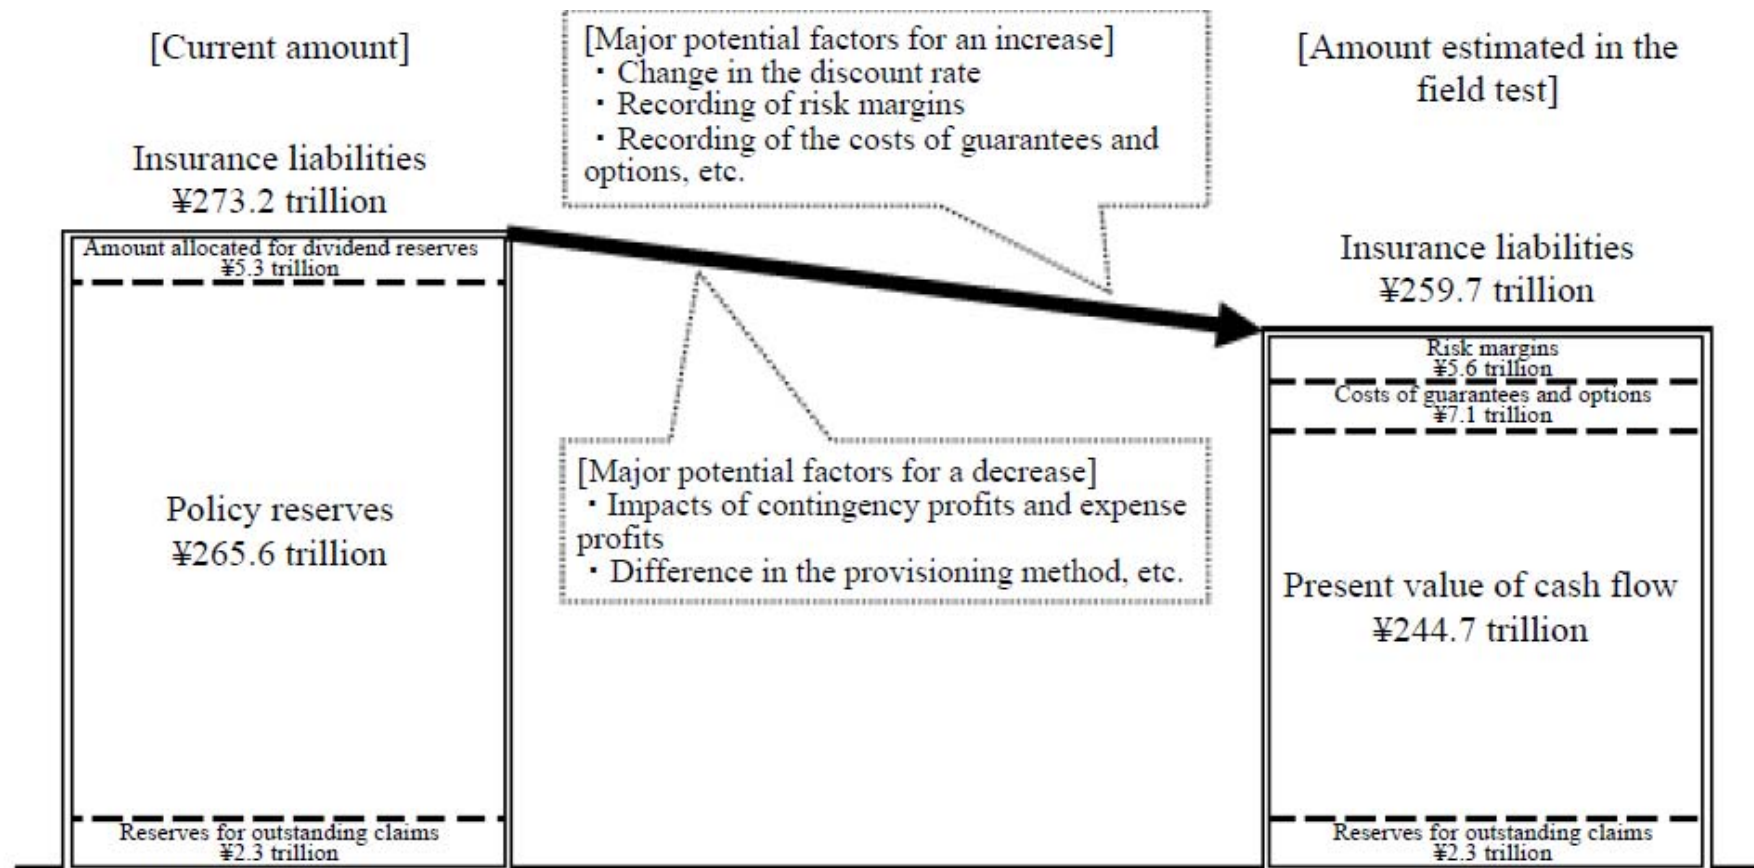 [Current amount]
Insurance liabilities
¥273.2 trillion
Amount allocated for dividend reserves
¥5.3 trillion
Policy reserves
¥265.6 trillion
Reserves for outstanding claims
¥2.3 trillion
[Major potential factors for an increase]
・Change in the discount rate
・Recording of risk margins
・Recording of the costs of guarantees and
options, etc.
[Major potential factors for a decrease]
・Impacts of contingency profits and expense
profits
・Difference in the provisioning method, etc.
[Amount estimated in the
field test]
Insurance liabilities
¥259.7 trillion
Risk margins
¥5.6 trillion
Costs of guarantees and options
¥7.1 trillion
Present value of cash flow
¥244.7 trillion
Reserves for outstanding claims
¥2.3 trillion